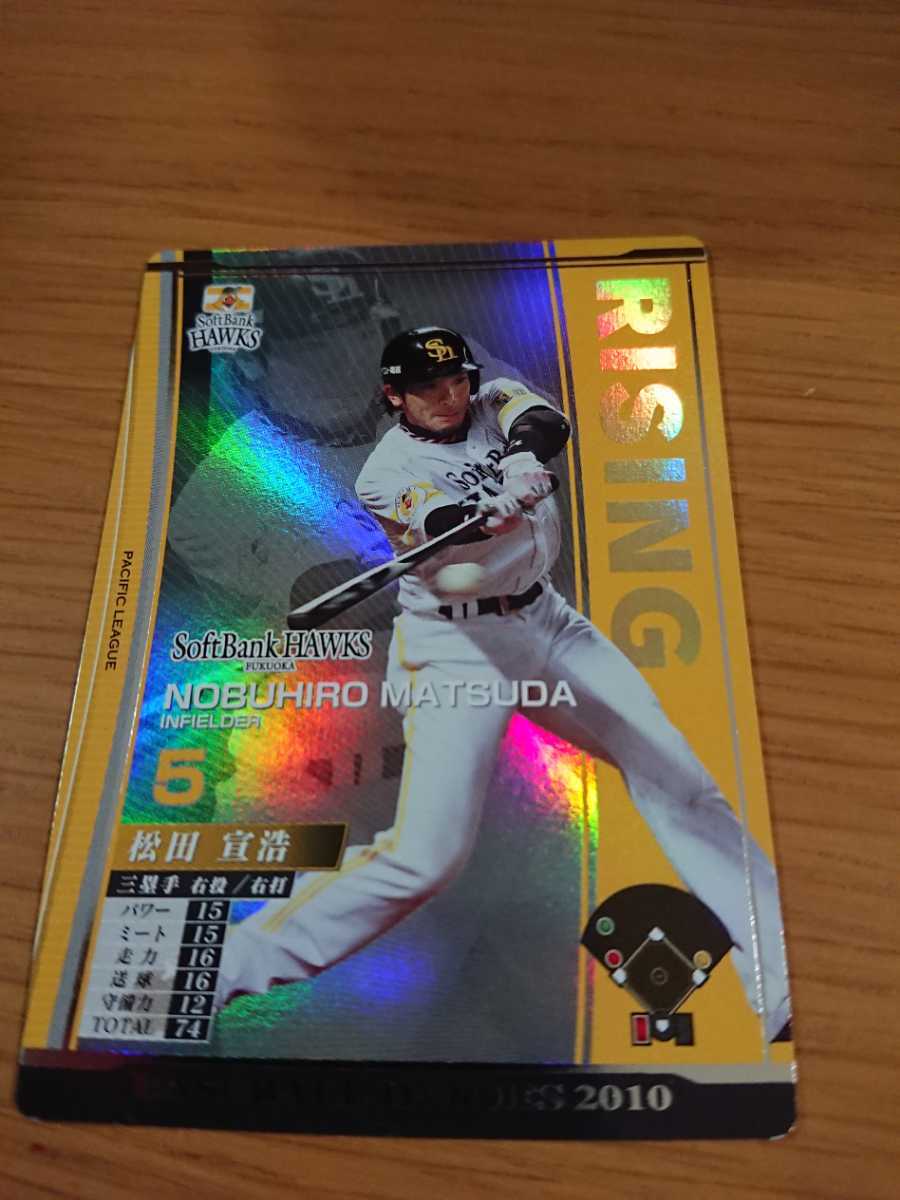 SoftBank
HAWKS
RISING
PACIFIC LEAGUE
SoftBank HAWKS
FUKUOKA
NOBUHIRO MATSUDA
INFIELDER
5
松田 宣浩
三塁手 右投/右打
パワー 15
ミート 15
走力 16
送球 16
守備力 12
TOTAL 74
2010